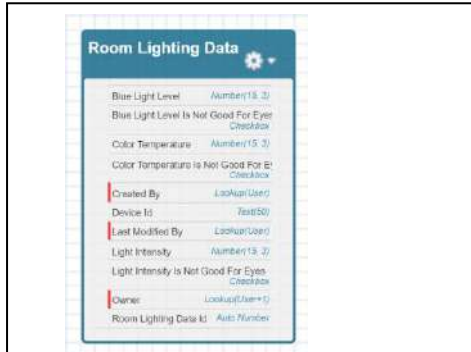 Room Lighting Data
Blue Light Level Number(15, 3)
Blue Light Level Is Not Good For Eyes
Checkbox
Color Temperature Number(15, 3)
Color Temperature Is Not Good For E
Checkbox
Created By Lookup(User)
Device Id Text(50)
Last Modified By Lookup(User)
Light Intensity Number(15, 3)
Light Intensity Is Not Good For Eyes
Checkbox
Owner Lookup(User+1)
Room Lighting Data Id Auto Number